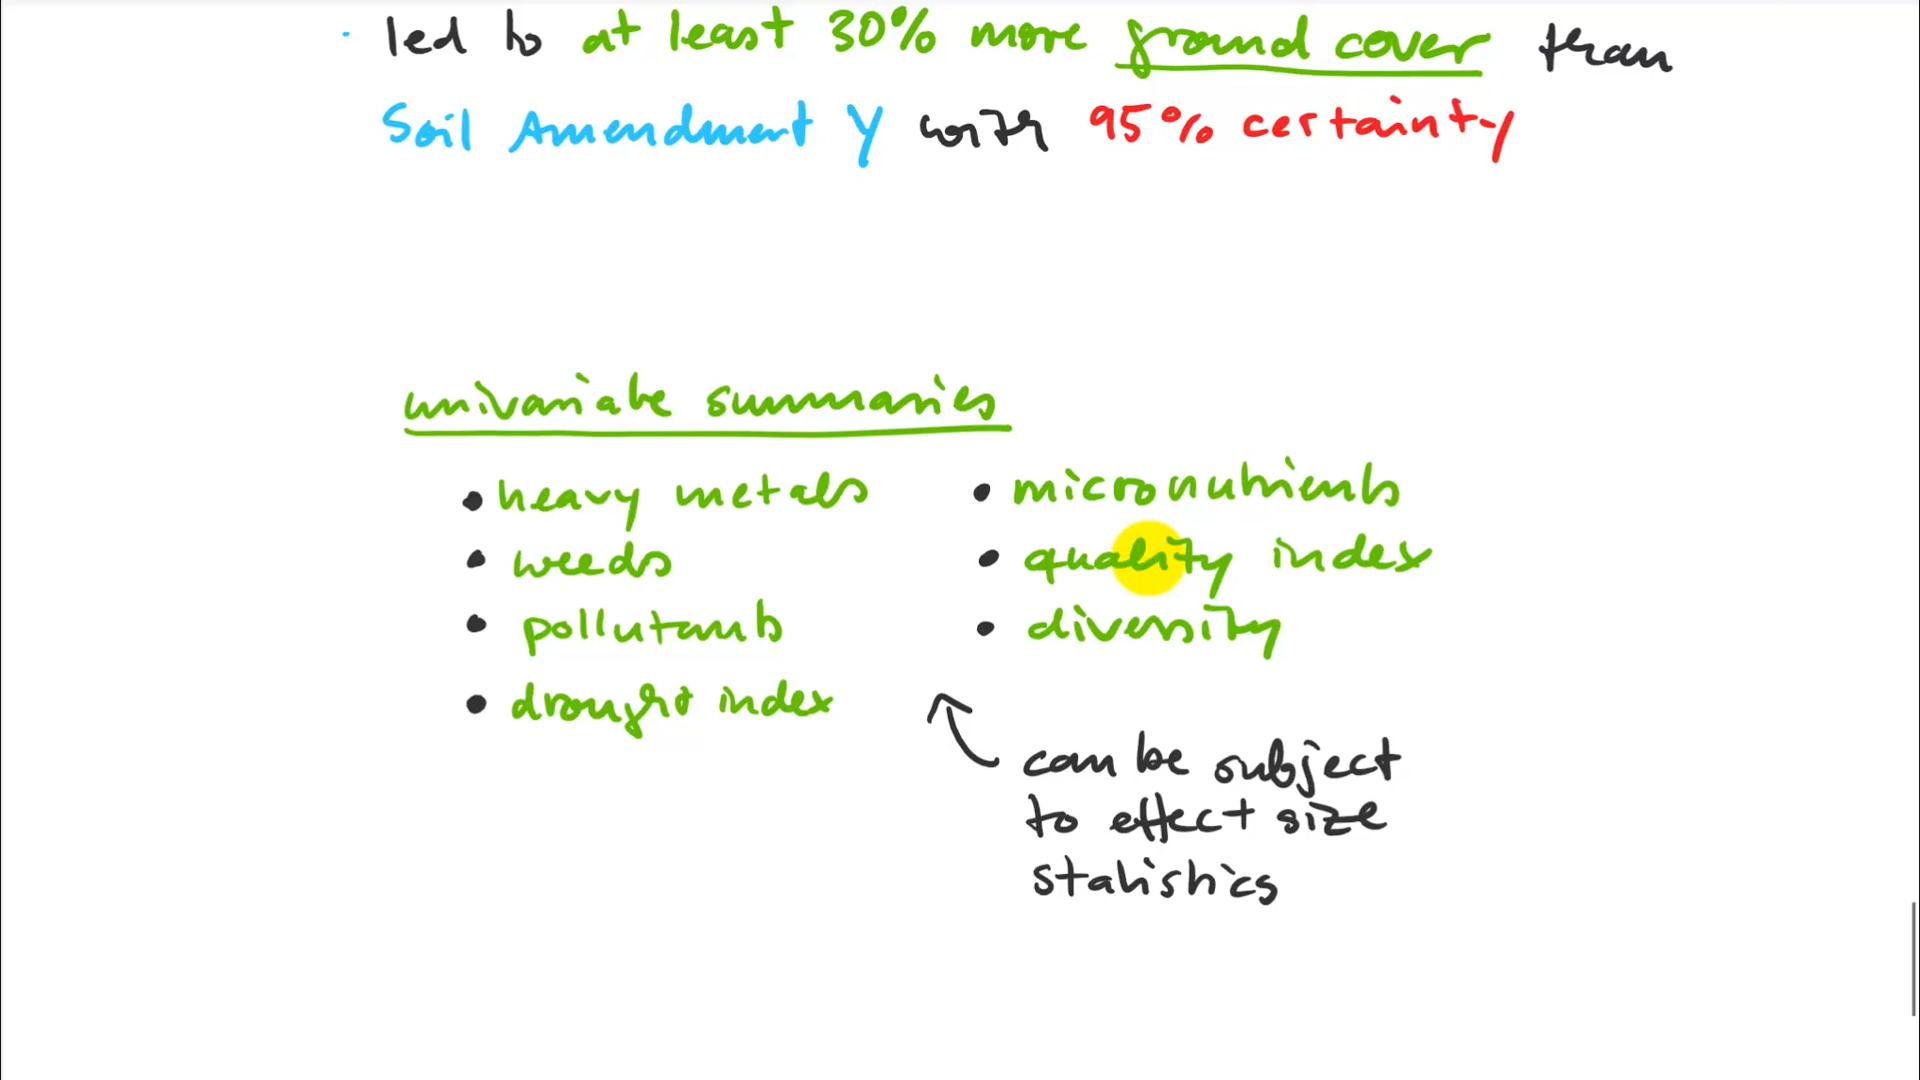 led to at least 30% more ground cover than
Soil Amendment Y with 95% certainty
univariate summaries
• heavy metals
• weeds
• pollutants
• drought index
• micronutrients
• quality index
• diversity
can be subject
to effect size
statistics